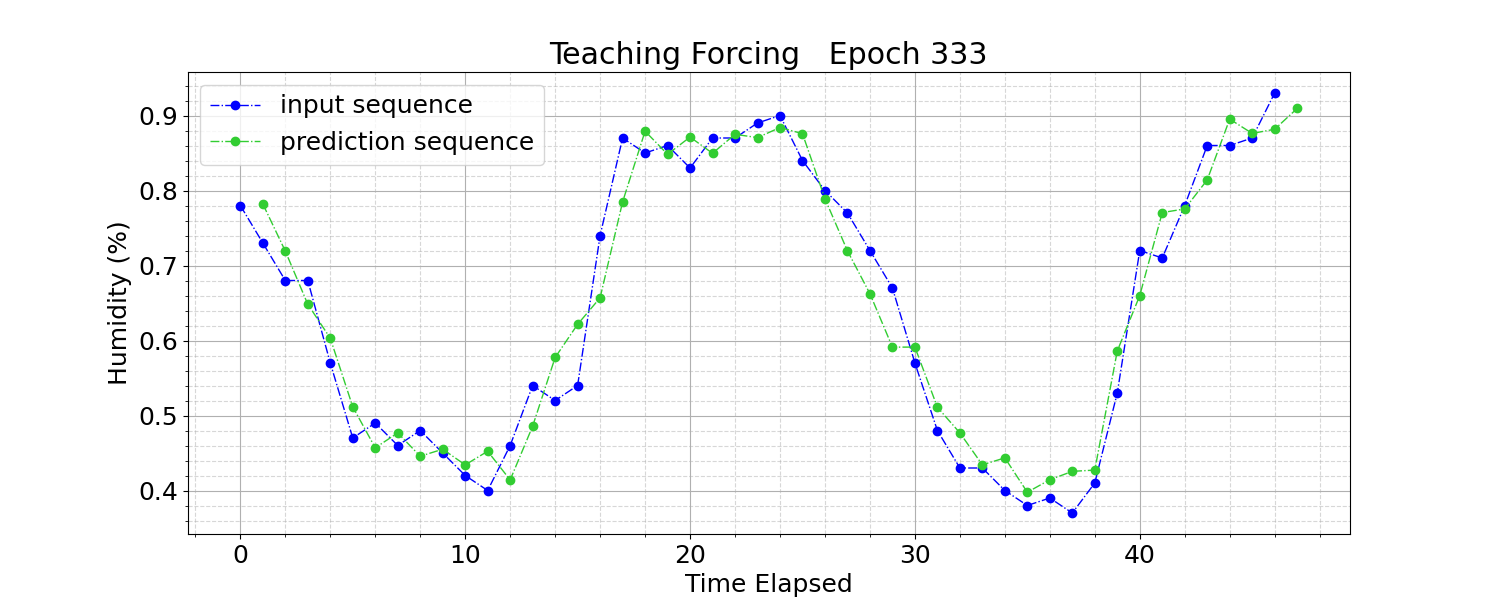 Teaching Forcing   Epoch 333
input sequence
prediction sequence
Humidity (%)
0.9
0.8
0.7
0.6
0.5
0.4
0 10 20 30 40
Time Elapsed